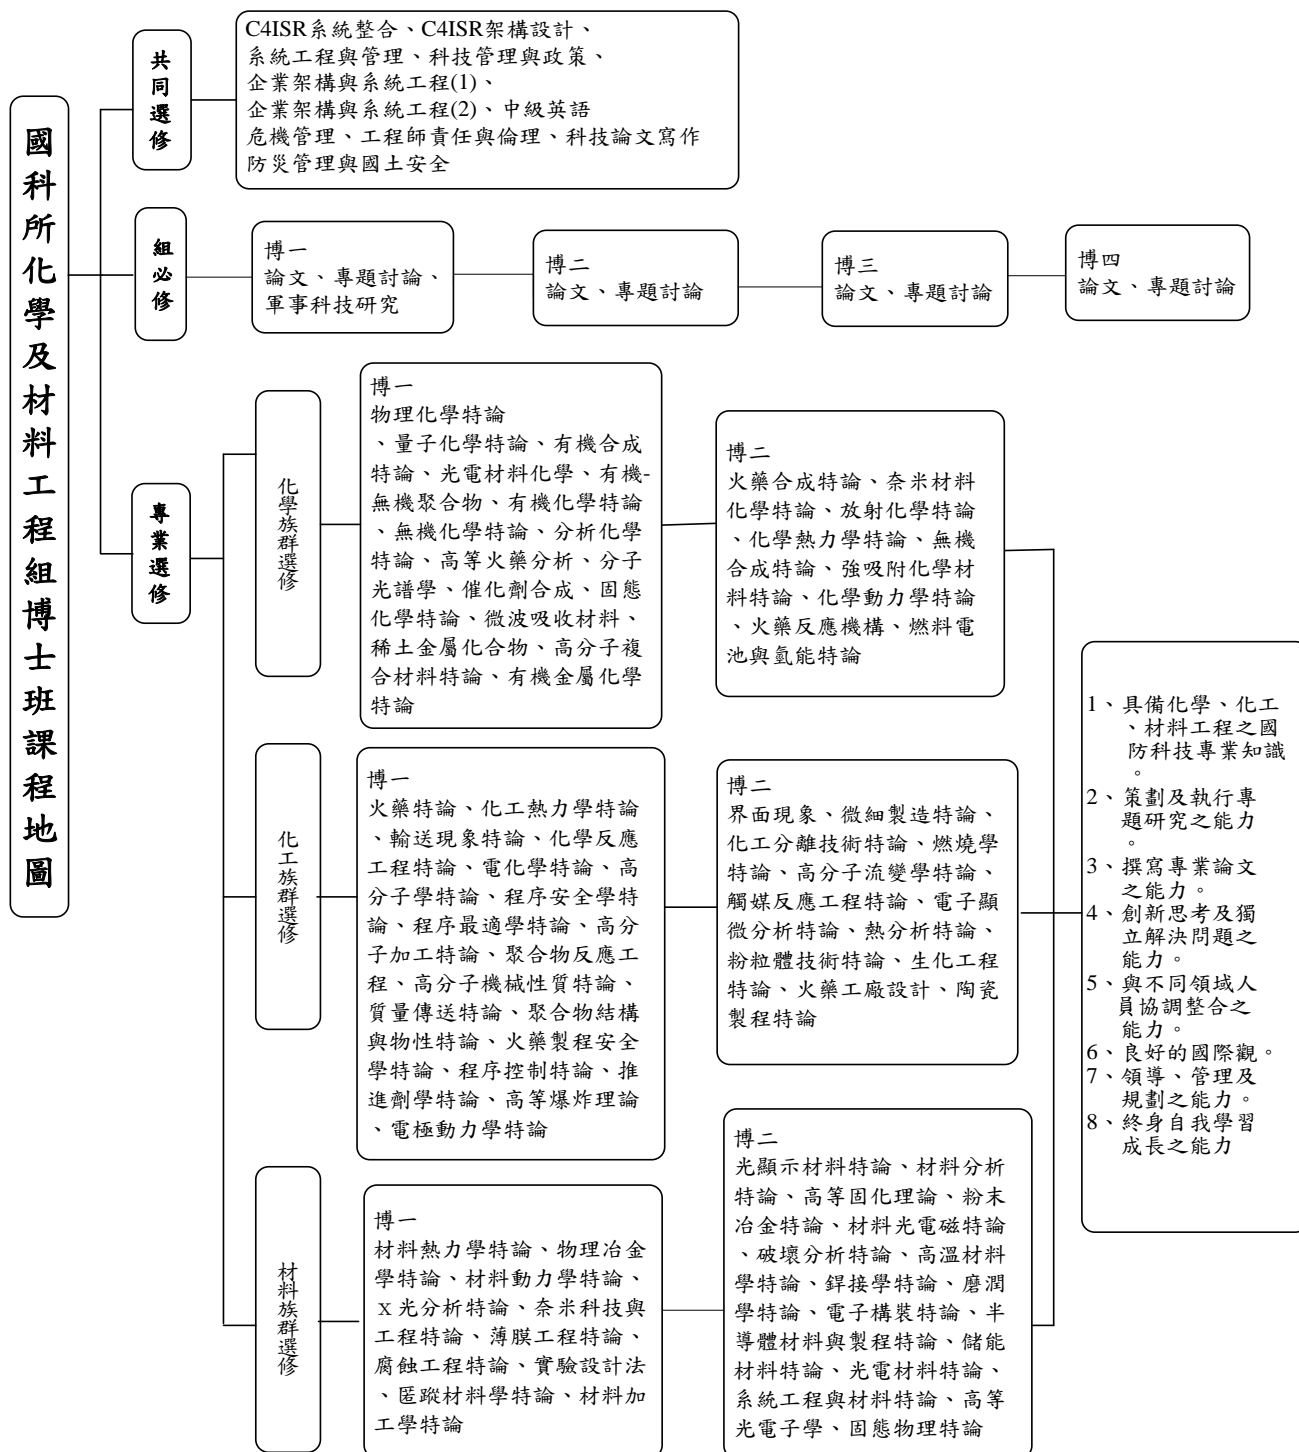 國科所化學及材料工程組博士班課程地圖
共同選修
C4ISR系統整合、C4ISR架構設計、
系統工程與管理、科技管理與政策、
企業架構與系統工程(1)、
企業架構與系統工程(2)、中級英語
危機管理、工程師責任與倫理、科技論文寫作
防災管理與國土安全
組必修
博一
論文、專題討論、
軍事科技研究
博二
論文、專題討論
博三
論文、專題討論
博四
論文、專題討論
專業選修
化學族群選修
博一
物理化學特論
、量子化學特論、有機合成
特論、光電材料化學、有機-
無機聚合物、有機化學特論
、無機化學特論、分析化學
特論、高等火藥分析、分子
光譜學、催化劑合成、固態
化學特論、微波吸收材料、
稀土金屬化合物、高分子複
合材料特論、有機金屬化學
特論
博二
火藥合成特論、奈米材料
化學特論、放射化學特論
、化學熱力學特論、無機
合成特論、強吸附化學材
料特論、化學動力學特論
、火藥反應機構、燃料電
池與氫能特論
化工族群選修
博一
火藥特論、化工熱力學特論
、輸送現象特論、化學反應
工程特論、電化學特論、高
分子學特論、程序安全學特
論、程序最適學特論、高分
子加工特論、聚合物反應工
程、高分子機械性質特論、
質量傳送特論、聚合物結構
與物性特論、火藥製程安全
學特論、程序控制特論、推
進劑學特論、高等爆炸理論
、電極動力學特論
博二
界面現象、微細製造特論、
化工分離技術特論、燃燒學
特論、高分子流變學特論、
觸媒反應工程特論、電子顯
微分析特論、熱分析特論、
粉粒體技術特論、生化工程
特論、火藥工廠設計、陶瓷
製程特論
材料族群選修
博一
材料熱力學特論、物理冶金
學特論、材料動力學特論、
x光分析特論、奈米科技與
工程特論、薄膜工程特論、
腐蝕工程特論、實驗設計法
、匿蹤材料學特論、材料加
工學特論
博二
光顯示材料特論、材料分析
特論、高等固化理論、粉末
冶金特論、材料光電磁特論
、破壞分析特論、高溫材料
學特論、銲接學特論、磨潤
學特論、電子構裝特論、半
導體材料與製程特論、儲能
材料特論、光電材料特論、
系統工程與材料特論、高等
光電子學、固態物理特論
1、具備化學、化工
、材料工程之國
防科技專業知識
。
2、策劃及執行專
題研究之能力
。
3、撰寫專業論文
之能力。
4、創新思考及獨
立解決問題之
能力。
5、與不同領域人
員協調整合之
能力。
6、良好的國際觀。
7、領導、管理及
規劃之能力。
8、終身自我學習
成長之能力